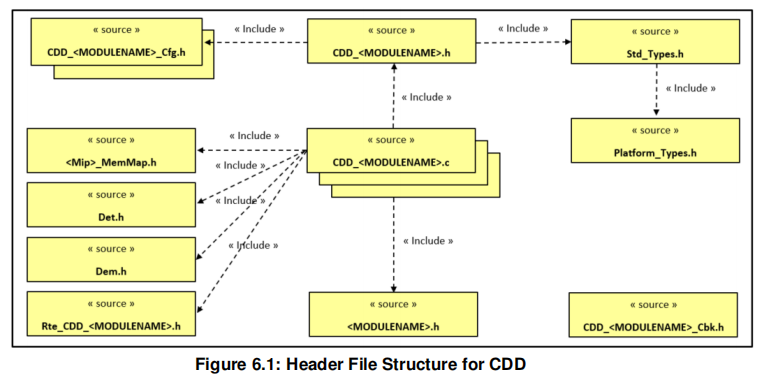 « source »
CDD_<MODULENAME>_Cfg.h
« Include »
« source »
CDD_<MODULENAME>.h
« Include »
« source »
Std_Types.h
« Include »
« Include »
« source »
<Mip>_MemMap.h
« Include »
« source »
CDD_<MODULENAME>.c
« source »
Platform_Types.h
« source »
Det.h
« Include »
« Include »
« Include »
« source »
Dem.h
« source »
Rte_CDD_<MODULENAME>.h
« source »
<MODULENAME>.h
« source »
CDD_<MODULENAME>_Cbk.h
Figure 6.1: Header File Structure for CDD